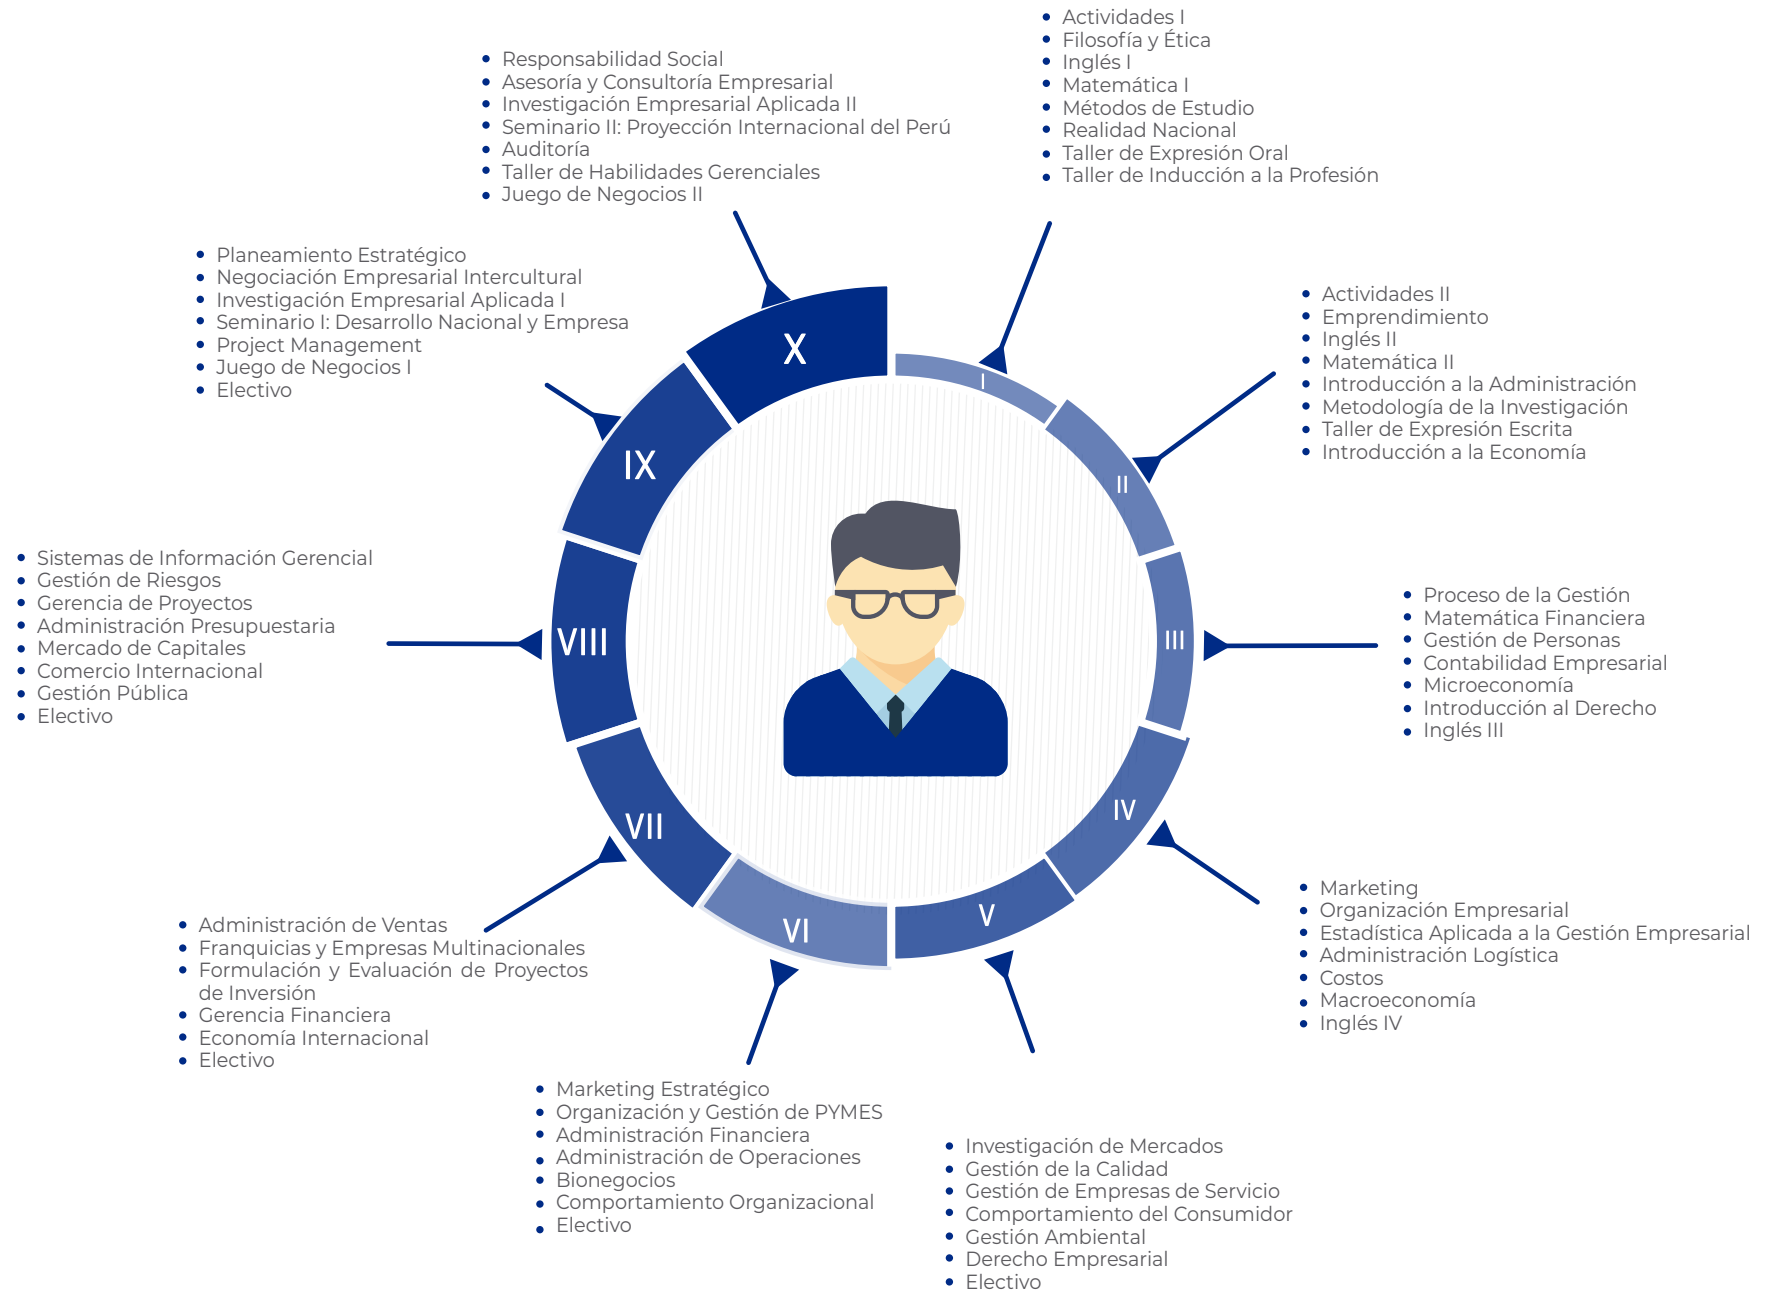 I
Actividades I
Filosofía y Ética
Inglés I
Matemática I
Métodos de Estudio
Realidad Nacional
Taller de Expresión Oral
Taller de Inducción a la Profesión
II
Actividades II
Emprendimiento
Inglés II
Matemática II
Introducción a la Administración
Metodología de la Investigación
Taller de Expresión Escrita
Introducción a la Economía
III
Proceso de la Gestión
Matemática Financiera
Gestión de Personas
Contabilidad Empresarial
Microeconomía
Introducción al Derecho
Inglés III
IV
Marketing
Organización Empresarial
Estadística Aplicada a la Gestión Empresarial
Administración Logística
Costos
Macroeconomía
Inglés IV
V
Investigación de Mercados
Gestión de la Calidad
Gestión de Empresas de Servicio
Comportamiento del Consumidor
Gestión Ambiental
Derecho Empresarial
Electivo
VI
Marketing Estratégico
Organización y Gestión de PYMES
Administración Financiera
Administración de Operaciones
Bionegocios
Comportamiento Organizacional
Electivo
VII
Administración de Ventas
Franquicias y Empresas Multinacionales
Formulación y Evaluación de Proyectos
de Inversión
Gerencia Financiera
Economía Internacional
Electivo
VIII
Sistemas de Información Gerencial
Gestión de Riesgos
Gerencia de Proyectos
Administración Presupuestaria
Mercado de Capitales
Comercio Internacional
Gestión Pública
Electivo
IX
Planeamiento Estratégico
Negociación Empresarial Intercultural
Investigación Empresarial Aplicada I
Seminario I: Desarrollo Nacional y Empresa
Project Management
Juego de Negocios I
Electivo
X
Responsabilidad Social
Asesoría y Consultoría Empresarial
Investigación Empresarial Aplicada II
Seminario II: Proyección Internacional del Perú
Auditoría
Taller de Habilidades Gerenciales
Juego de Negocios II